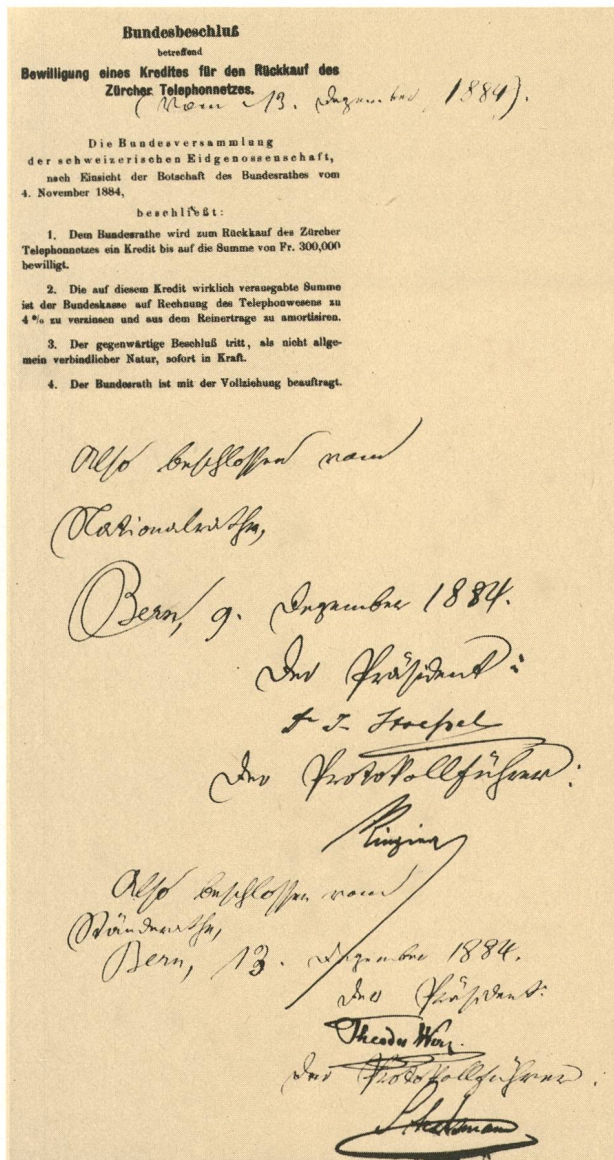 Bundesbeschluß
betreffend
Bewilligung eines Kredites für den Rückkauf des
Zürcher Telephonnetzes.
(Vom 13. Dezember 1884).
Die Bundesversammlung
der schweizerischen Eidgenossenschaft,
nach Einsicht der Botschaft des Bundesrathes vom
4. November 1884,
beschließt:
1. Dem Bundesrathe wird zum Rückkauf des Zürcher
Telephonnetzes ein Kredit bis auf die Summe von Fr. 300,000
bewilligt.
2. Die auf diesem Kredit wirklich verausgabte Summe
ist der Bundeskasse auf Rechnung des Telephonwesens zu
4 % zu verzinsen und aus dem Reinertrage zu amortisiren.
3. Der gegenwärtige Beschluß tritt, als nicht allge-
mein verbindlicher Natur, sofort in Kraft.
4. Der Bundesrath ist mit der Vollziehung beauftragt.
Also beschlossen vom
Nationalrathe,
Bern, 9. Dezember 1884.
Der Präsident:
Der Protokollführer:
Ringier
Also beschlossen vom
Ständerathe,
Bern, 13. Dezember 1884.
Der Präsident:
Theodor Wirz.
Der Protokollführer: